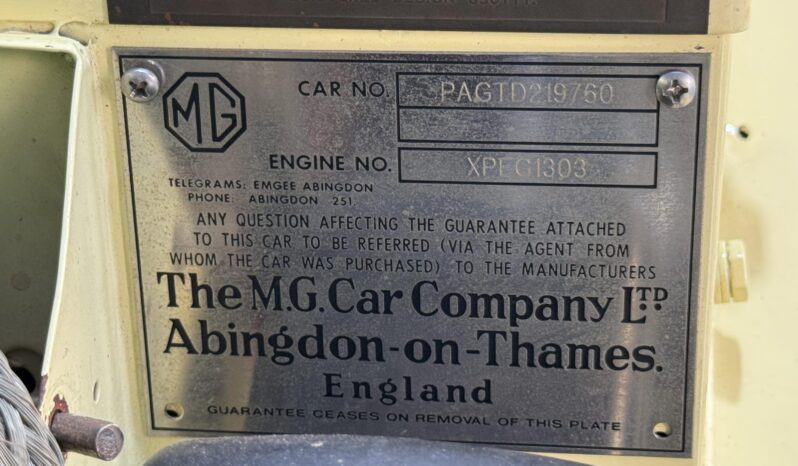 MG
CAR NO. PAGTD219760
ENGINE NO. XPEG1303
TELEGRAMS: EMGEE ABINGDON
PHONE: ABINGDON 251.
ANY QUESTION AFFECTING THE GUARANTEE ATTACHED
TO THIS CAR TO BE REFERRED (VIA THE AGENT FROM
WHOM THE CAR WAS PURCHASED) TO THE MANUFACTURERS
The M.G. Car Company LTD
Abingdon-on-Thames.
England
GUARANTEE CEASES ON REMOVAL OF THIS PLATE